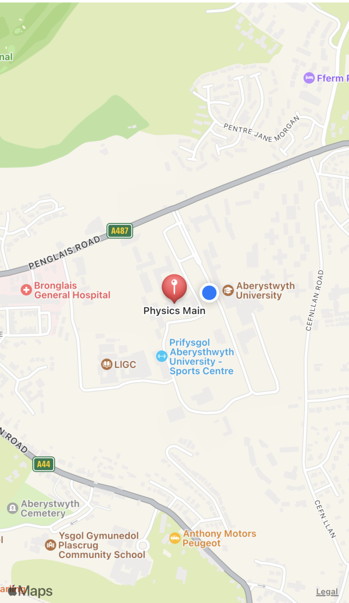 nal
Fferm P
PENTRE JANE MORGAN
A487
PENGLAIS ROAD
Bronglais
General Hospital
Aberystwyth
University
CEFNLLAN ROAD
Physics Main
Prifysgol
Aberysthwyth
University -
Sports Centre
LlGC
N ROAD
A44
CEFN LLAN
Aberystwyth
Cemetery
Ysgol Gymunedol
Plascrug
Community School
Anthony Motors
Peugeot
Maps
Legal